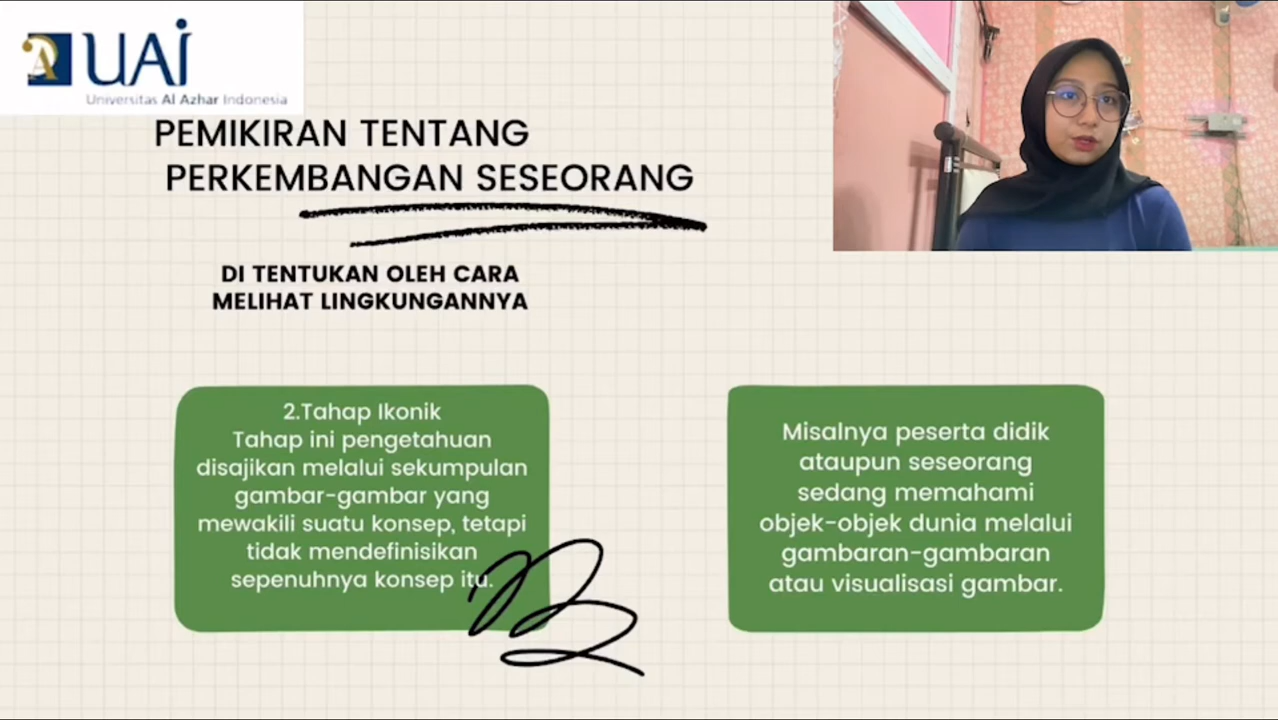 UAI
Universitas Al Azhar Indonesia
PEMIKIRAN TENTANG
PERKEMBANGAN SESEORANG
DI TENTUKAN OLEH CARA
MELIHAT LINGKUNGANNYA
2.Tahap Ikonik
Tahap ini pengetahuan
disajikan melalui sekumpulan
gambar-gambar yang
mewakili suatu konsep, tetapi
tidak mendefinisikan
sepenuhnya konsep itu.
Misalnya peserta didik
ataupun seseorang
sedang memahami
objek-objek dunia melalui
gambaran-gambaran
atau visualisasi gambar.